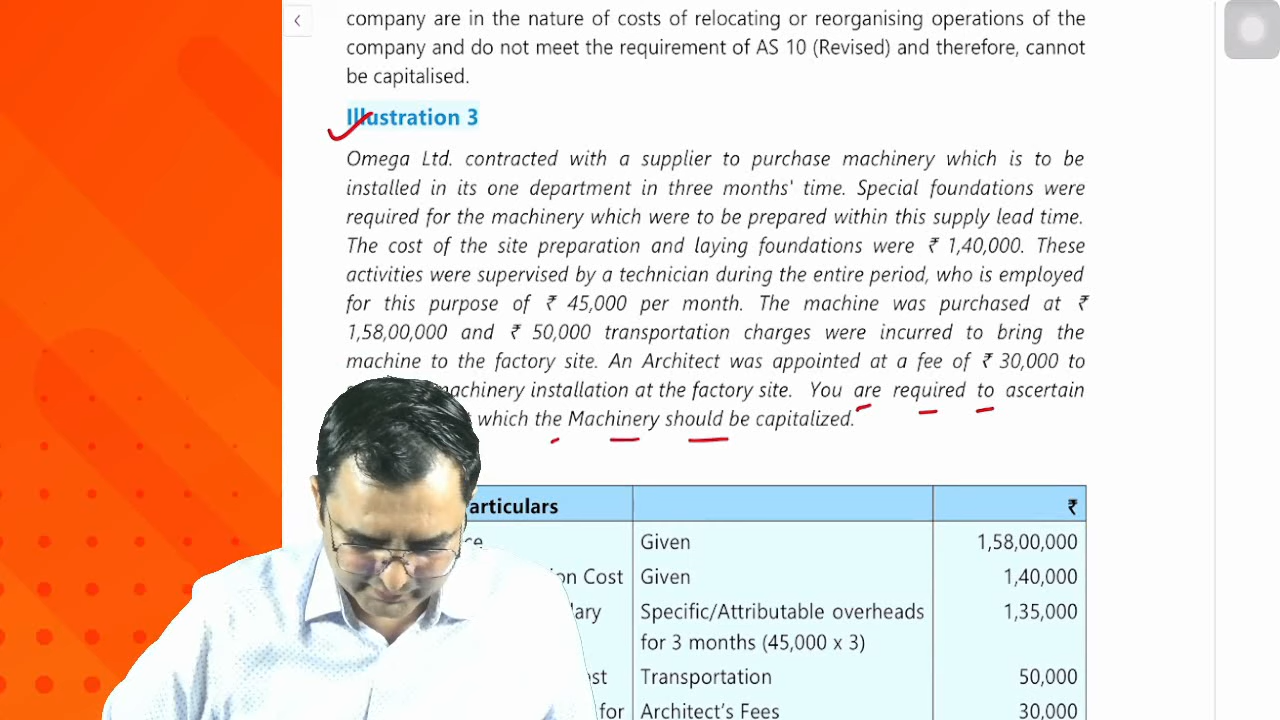 company are in the nature of costs of relocating or reorganising operations of the
company and do not meet the requirement of AS 10 (Revised) and therefore, cannot
be capitalised.
Illustration 3
Omega Ltd. contracted with a supplier to purchase machinery which is to be
installed in its one department in three months' time. Special foundations were
required for the machinery which were to be prepared within this supply lead time.
The cost of the site preparation and laying foundations were ₹ 1,40,000. These
activities were supervised by a technician during the entire period, who is employed
for this purpose of ₹ 45,000 per month. The machine was purchased at ₹
1,58,00,000 and ₹ 50,000 transportation charges were incurred to bring the
machine to the factory site. An Architect was appointed at a fee of ₹ 30,000 to
machinery installation at the factory site. You are required to ascertain
which the Machinery should be capitalized.
articulars ₹
Given 1,58,00,000
Cost Given 1,40,000
Specific/Attributable overheads 1,35,000
for 3 months (45,000 x 3)
Transportation 50,000
for Architect's Fees 30,000